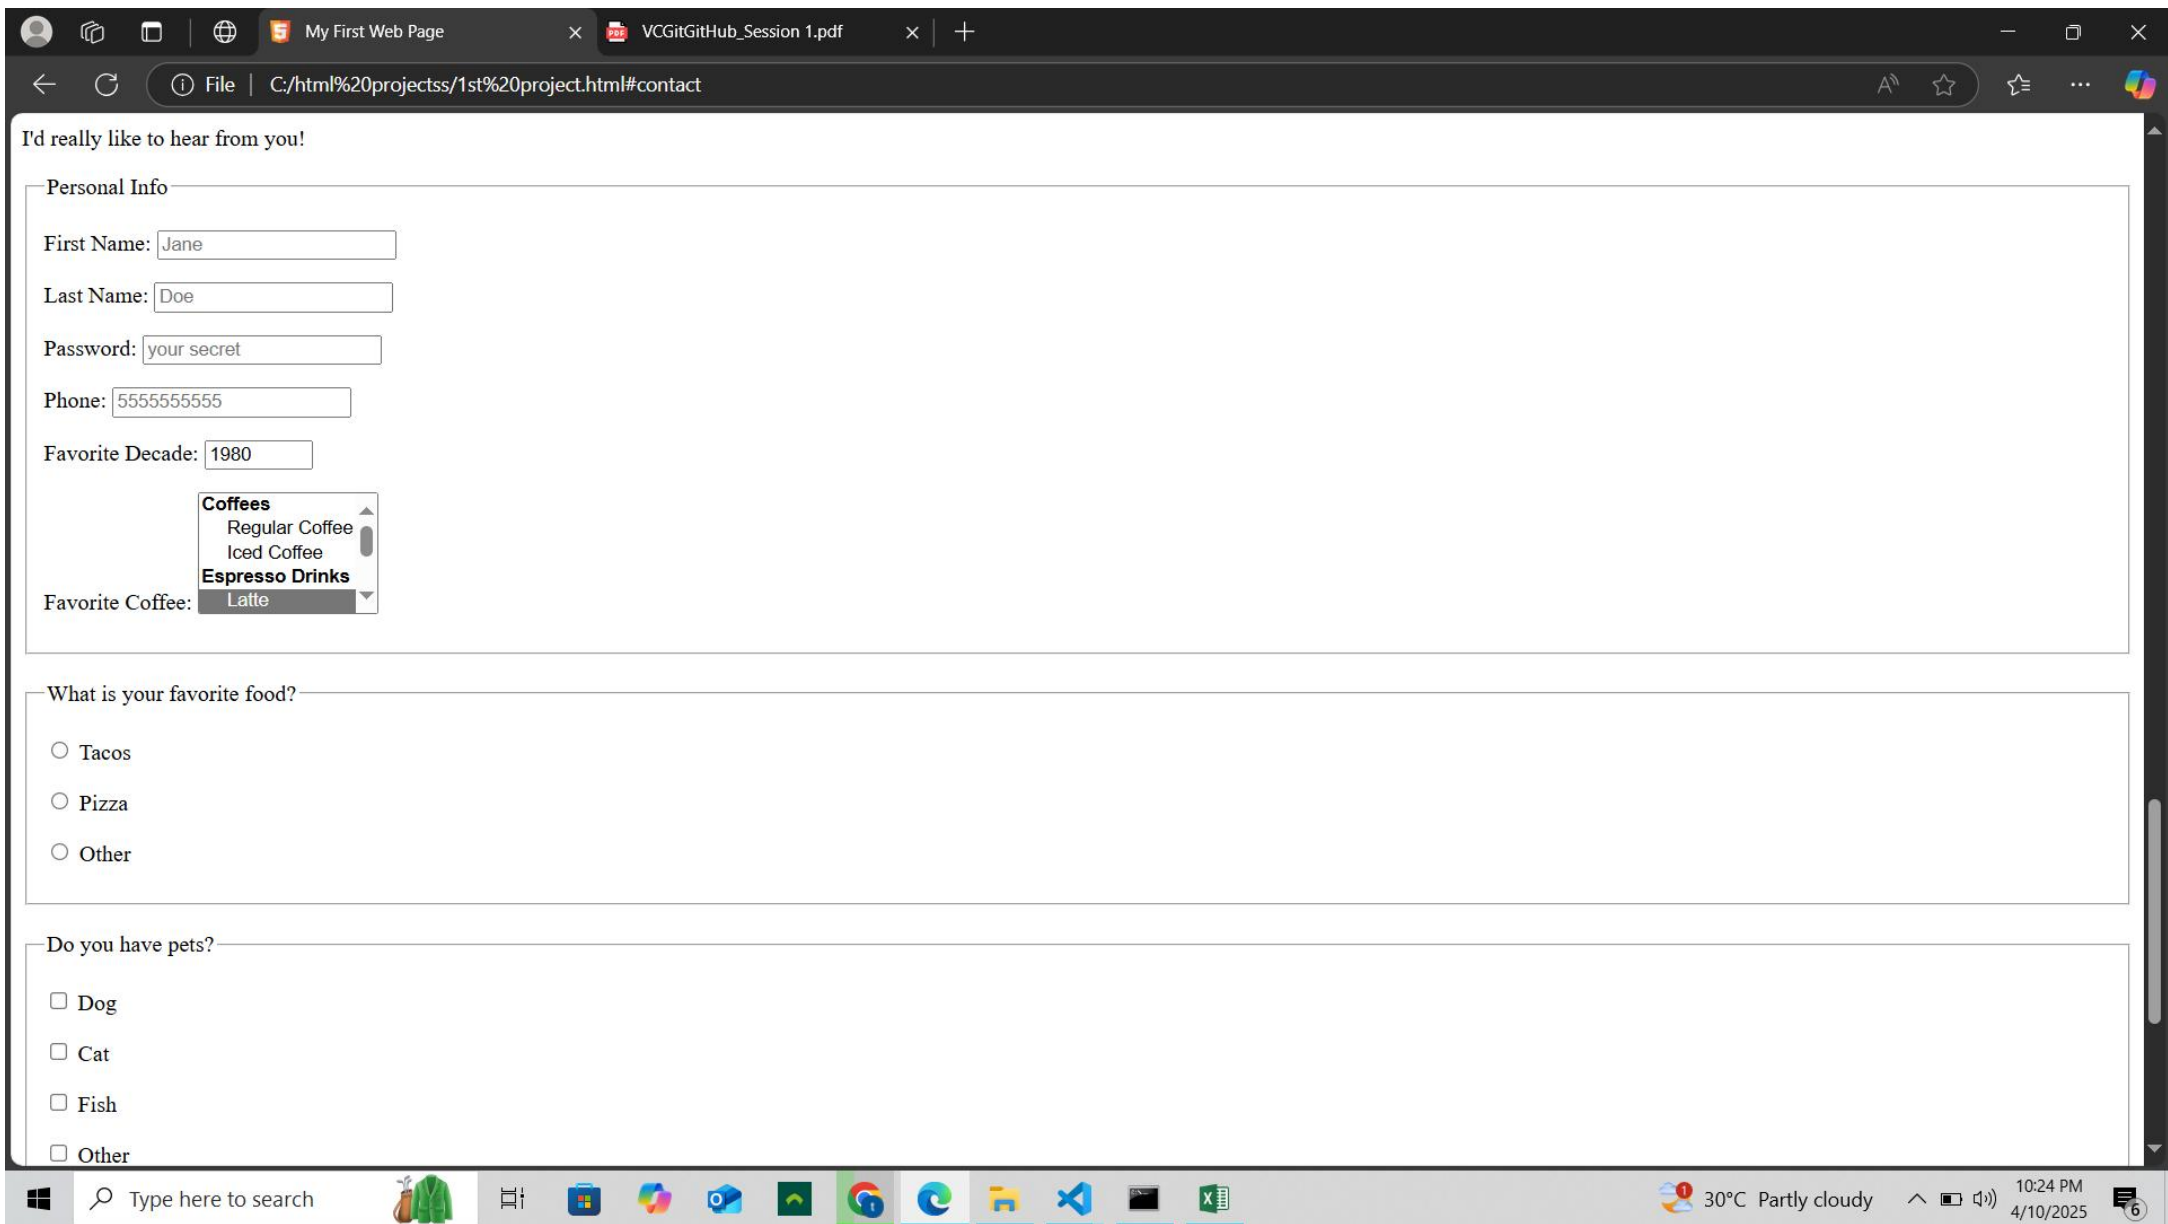 My First Web Page
VCGitGitHub_Session 1.pdf
File
C:/html%20projectss/1st%20project.html#contact
I'd really like to hear from you!
Personal Info
First Name: Jane
Last Name: Doe
Password: your secret
Phone: 5555555555
Favorite Decade: 1980
Coffees
Regular Coffee
Iced Coffee
Espresso Drinks
Favorite Coffee: Latte
What is your favorite food?
Tacos
Pizza
Other
Do you have pets?
Dog
Cat
Fish
Other
Type here to search
1
30°C Partly cloudy
10:24 PM
4/10/2025
6